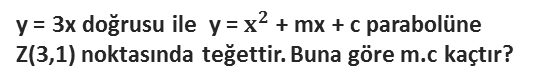 y = 3x doğrusu ile y = x² + mx + c parabolüne
Z(3,1) noktasında teğettir. Buna göre m.c kaçtır?